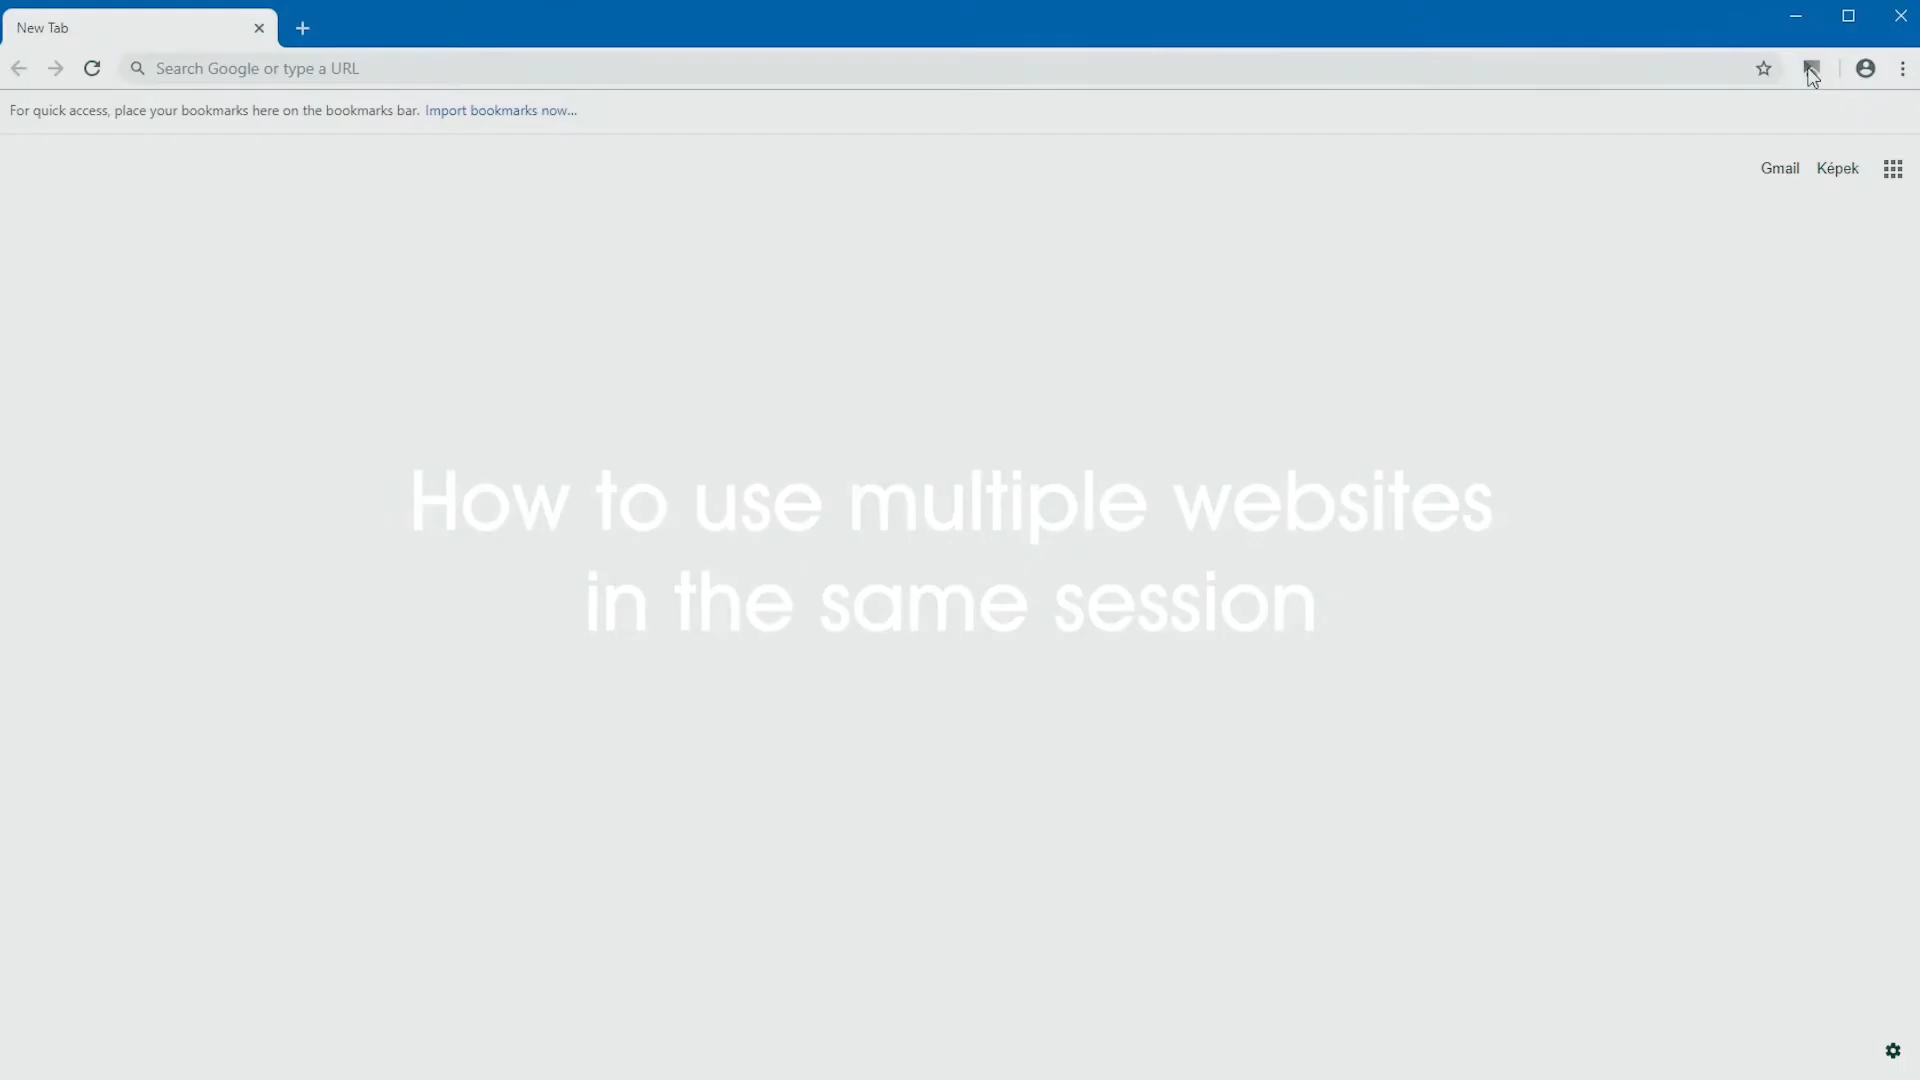 New Tab
Search Google or type a URL
For quick access, place your bookmarks here on the bookmarks bar. Import bookmarks now...
Gmail Képek
How to use multiple websites
in the same session